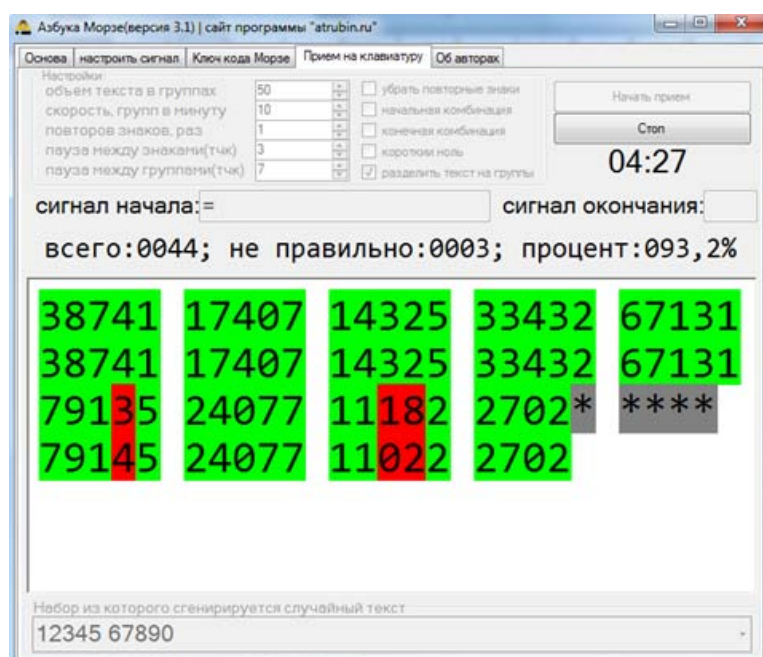 Азбука Морзе(версия 3.1) | сайт программы "atrubin.ru"
Основа настроить сигнал Ключ кода Морзе Прием на клавиатуру Об авторах
Настройки
объем текста в группах 50 убрать повторные знаки Начать прием
скорость, групп в минуту 10 начальная комбинация
повторов знаков, раз 1 конечная комбинация Стоп
пауза между знаками(тчк) 3 короткий ноль 04:27
пауза между группами(тчк) 7 разделить текст на группы
сигнал начала: = сигнал окончания:
всего:0044; не правильно:0003; процент:093,2%
38741 17407 14325 33432 67131
38741 17407 14325 33432 67131
79135 24077 11182 2702* ****
79145 24077 11022 2702
Набор из которого сгенирируется случайный текст
12345 67890